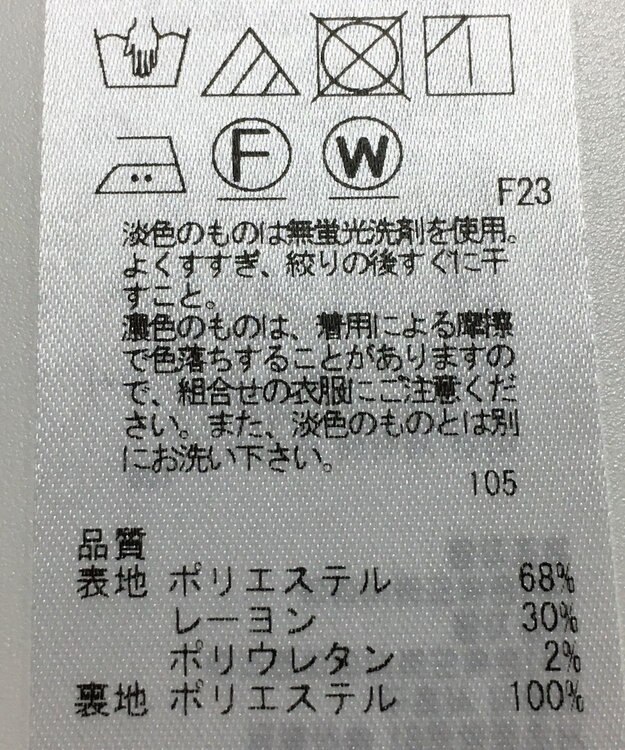 F W
F23
淡色のものは無蛍光洗剤を使用。
よくすすぎ、絞りの後すぐに干
すこと。
濃色のものは、着用による摩擦
で色落ちすることがありますの
で、組合せの衣服にご注意くだ
さい。また、淡色のものとは別
にお洗い下さい。
105
品質
表地 ポリエステル 68%
レーヨン 30%
ポリウレタン 2%
裏地 ポリエステル 100%